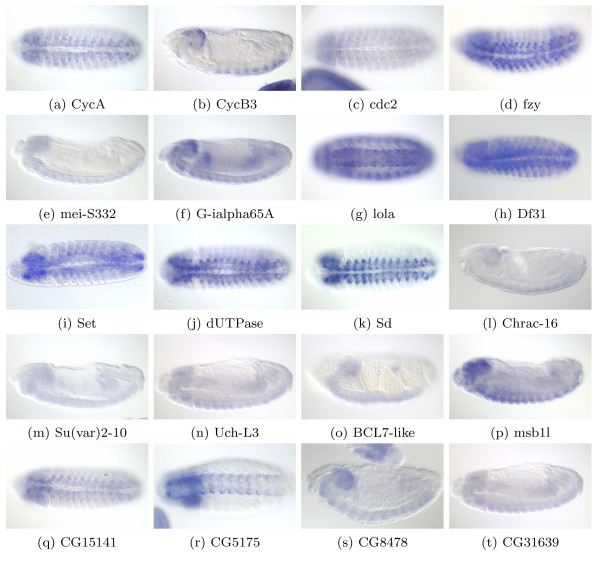 (a) CycA
(b) CycB3
(c) cdc2
(d) fzy
(e) mei-S332
(f) G-ialpha65A
(g) lola
(h) Df31
(i) Set
(j) dUTPase
(k) Sd
(l) Chrac-16
(m) Su(var)2-10
(n) Uch-L3
(o) BCL7-like
(p) msb1l
(q) CG15141
(r) CG5175
(s) CG8478
(t) CG31639